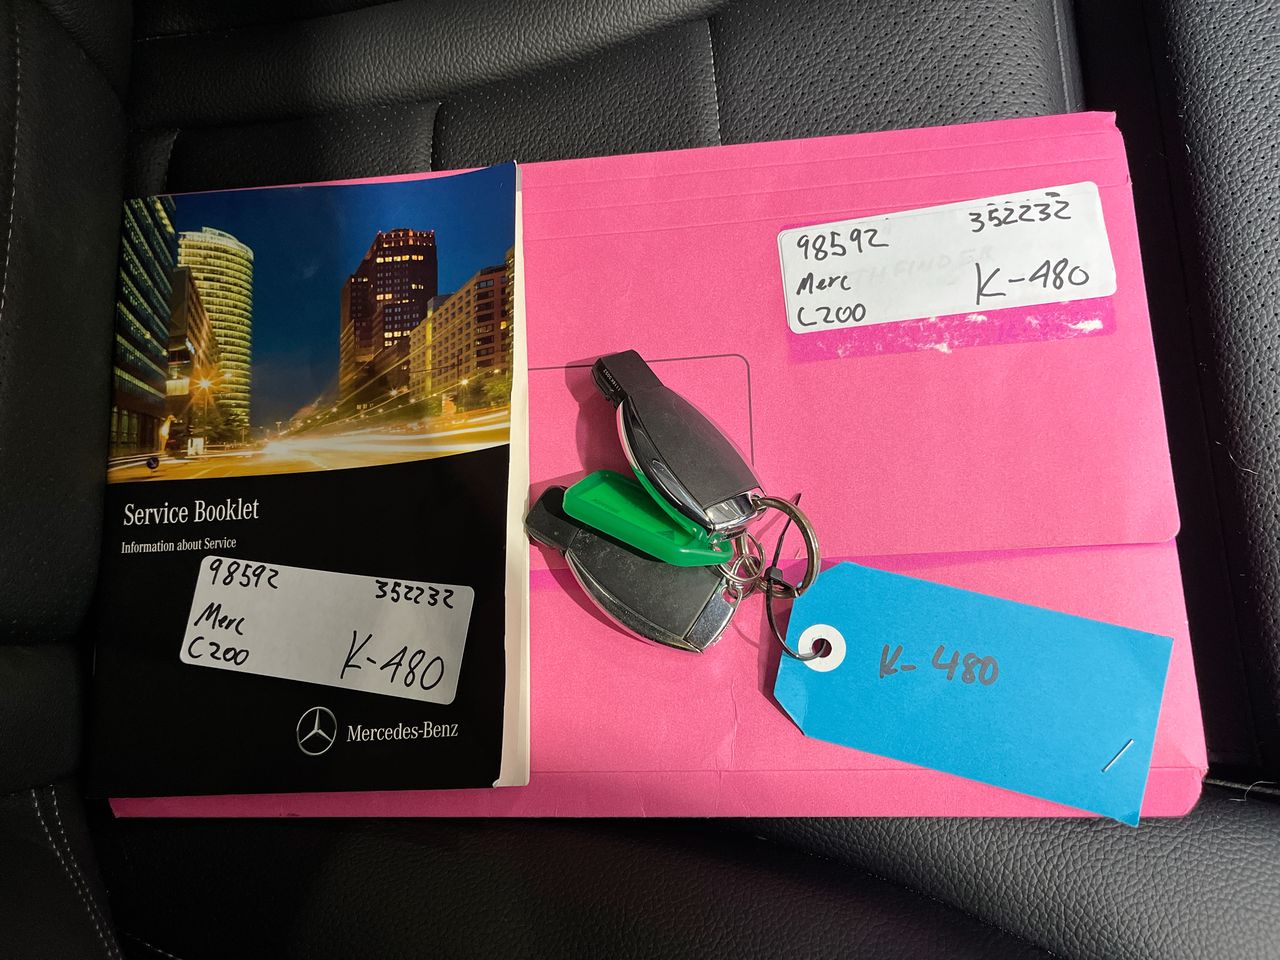 Service Booklet
Information about Service
98592 352232
Merc
C200 K-480
Mercedes-Benz
98592 352232
Merc K-480
C200
K-480